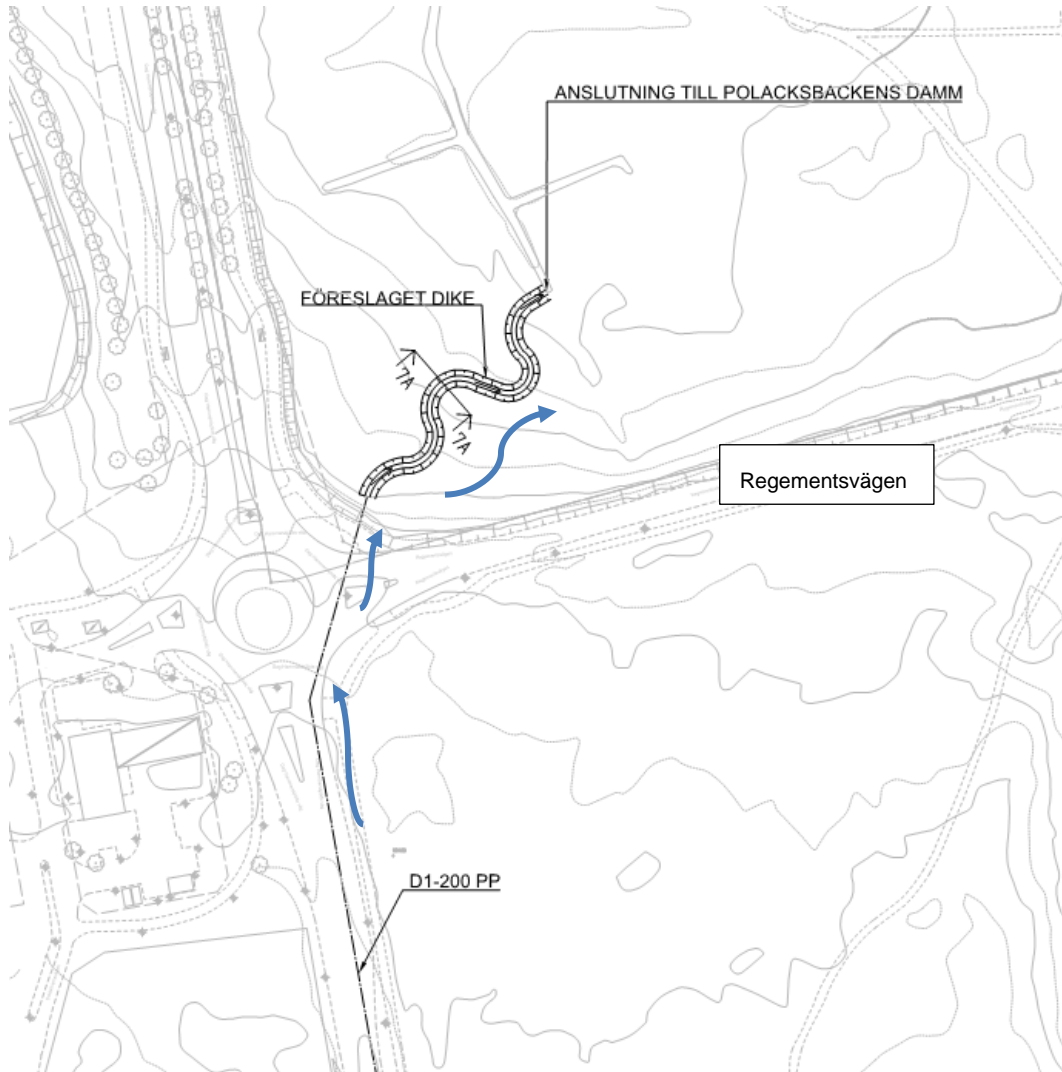 ANSLUTNING TILL POLACKSBACKENS DAMM
FÖRESLAGET DIKE
7A
7A
Regementsvägen
D1-200 PP